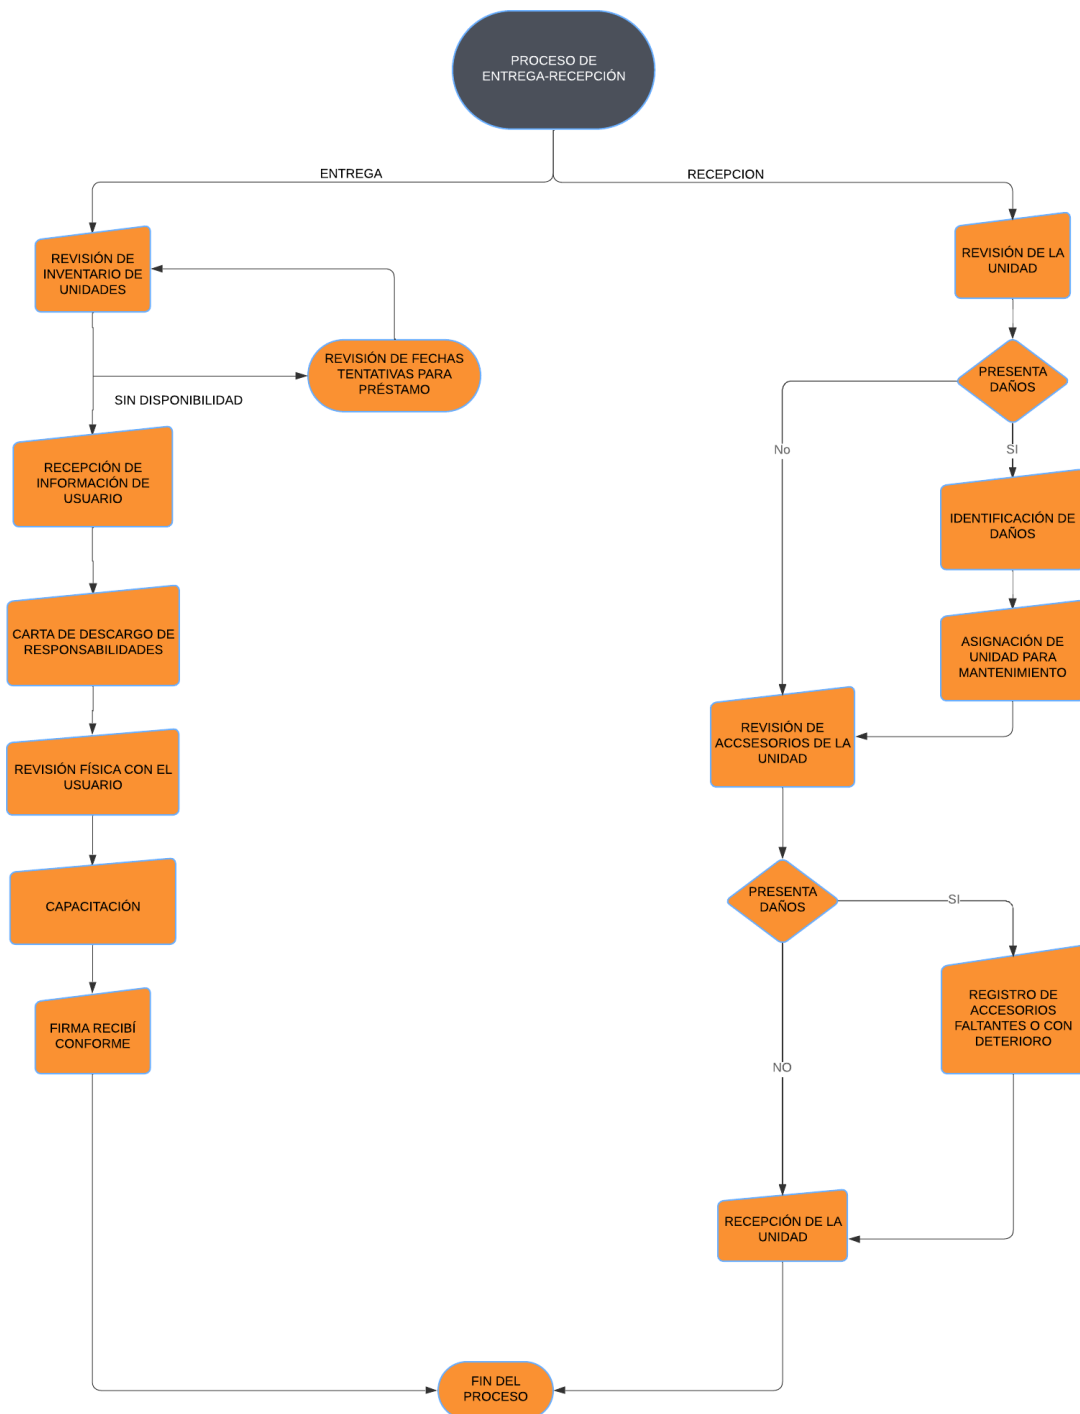 PROCESO DE
ENTREGA-RECEPCIÓN
ENTREGA
RECEPCION
REVISIÓN DE
INVENTARIO DE
UNIDADES
REVISIÓN DE FECHAS
TENTATIVAS PARA
PRÉSTAMO
SIN DISPONIBILIDAD
RECEPCIÓN DE
INFORMACIÓN DE
USUARIO
CARTA DE DESCARGO DE
RESPONSABILIDADES
REVISIÓN FÍSICA CON EL
USUARIO
CAPACITACIÓN
FIRMA RECIBÍ
CONFORME
REVISIÓN DE LA
UNIDAD
PRESENTA
DAÑOS
No
SI
IDENTIFICACIÓN DE
DAÑOS
ASIGNACIÓN DE
UNIDAD PARA
MANTENIMIENTO
REVISIÓN DE
ACCSESORIOS DE LA
UNIDAD
PRESENTA
DAÑOS
SI
NO
REGISTRO DE
ACCESORIOS
FALTANTES O CON
DETERIORO
RECEPCIÓN DE LA
UNIDAD
FIN DEL
PROCESO